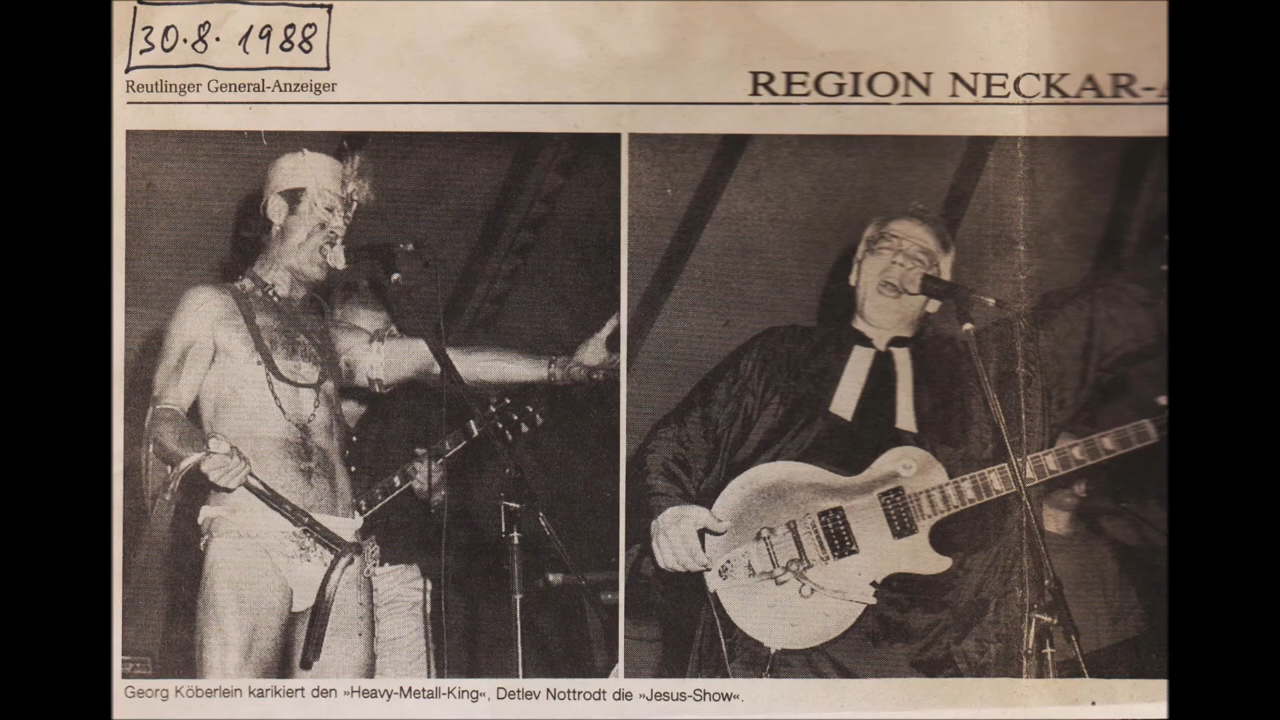 30.8. 1988
Reutlinger General-Anzeiger
REGION NECKAR-
Georg Köberlein karikiert den »Heavy-Metall-King«, Detlev Nottrodt die »Jesus-Show«.